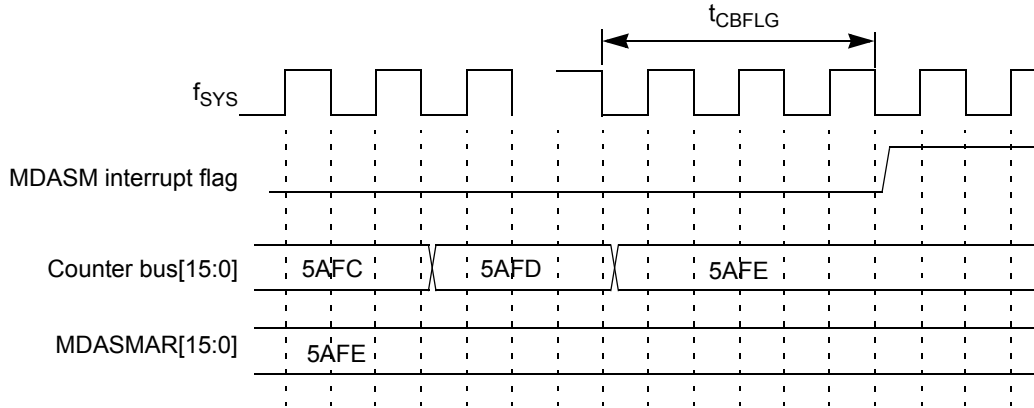 tCBFLG
fSYS
MDASM interrupt flag
Counter bus[15:0] 5AFC 5AFD 5AFE
MDASMAR[15:0] 5AFE